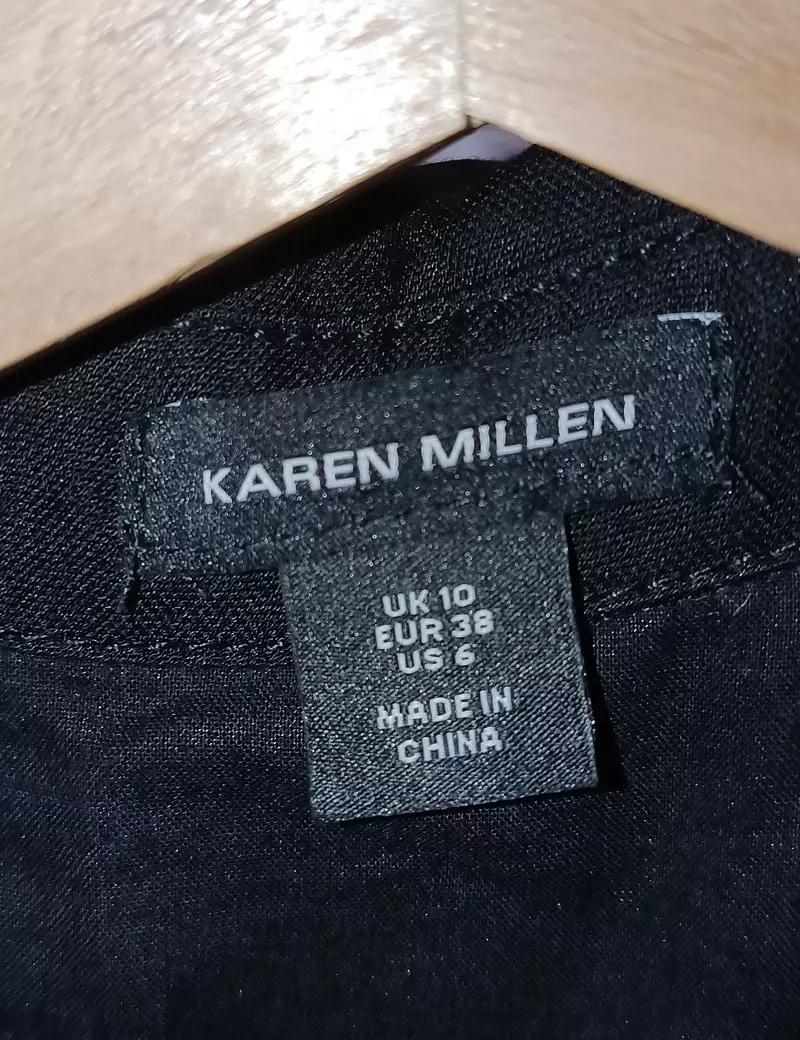 KAREN MILLEN
UK 10
EUR 38
US 6
MADE IN
CHINA